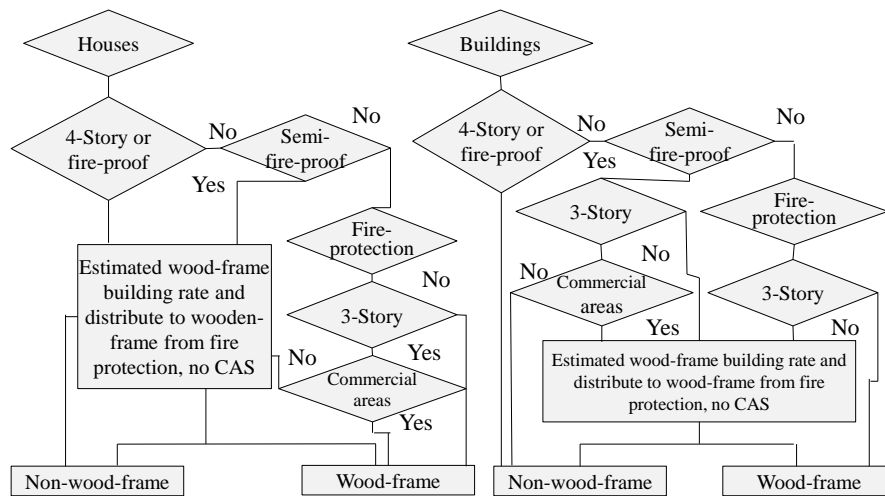 Houses
4-Story or
fire-proof
No
Semi-
fire-proof
No
Yes
Fire-
protection
Estimated wood-frame
building rate and
distribute to wooden-
frame from fire
protection, no CAS
No
3-Story
No
Yes
Commercial
areas
Yes
Non-wood-frame
Wood-frame
Buildings
4-Story or
fire-proof
No
Yes
Semi-
fire-proof
No
3-Story
Fire-
protection
No
No
Commercial
areas
3-Story
Yes
No
Estimated wood-frame building rate and
distribute to wood-frame from fire
protection, no CAS
Non-wood-frame
Wood-frame